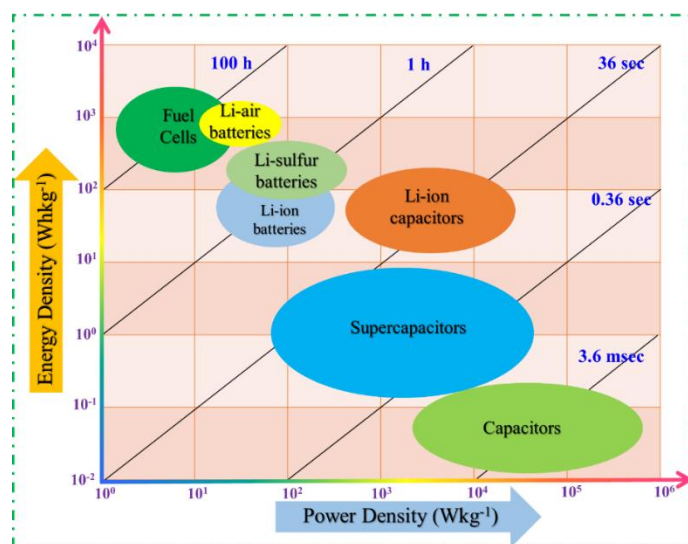 10⁴
10³
10²
10¹
10⁰
10⁻¹
10⁻²
Energy Density (Whkg⁻¹)
100 h
1 h
36 sec
0.36 sec
3.6 msec
Fuel
Cells
Li-air
batteries
Li-sulfur
batteries
Li-ion
batteries
Li-ion
capacitors
Supercapacitors
Capacitors
10⁰
10¹
10²
10³
10⁴
10⁵
10⁶
Power Density (Wkg⁻¹)